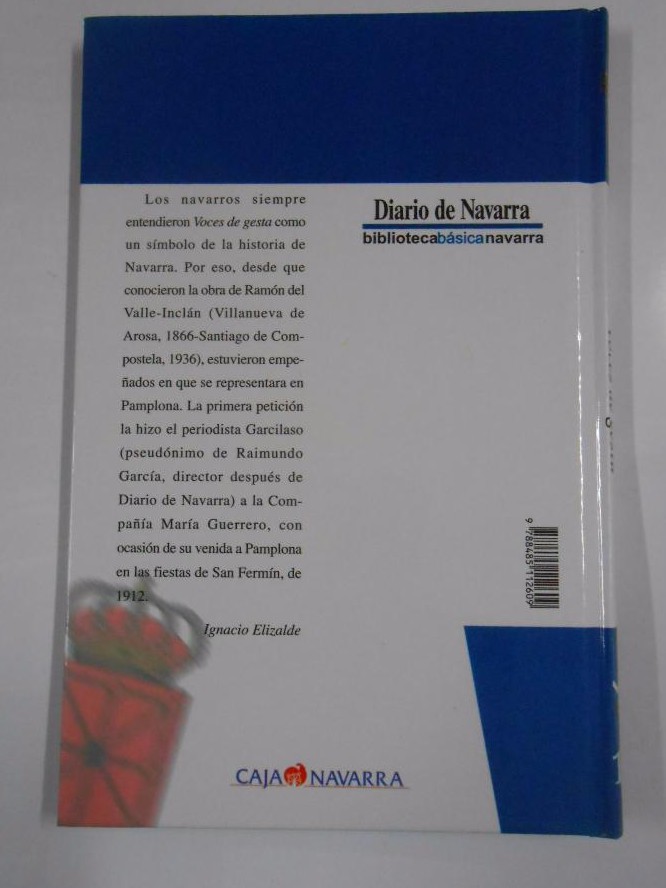 Los navarros siempre
entendieron Voces de gesta como
un símbolo de la historia de
Navarra. Por eso, desde que
conocieron la obra de Ramón del
Valle-Inclán (Villanueva de
Arosa, 1866-Santiago de Com-
postela, 1936), estuvieron empe-
ñados en que se representara en
Pamplona. La primera petición
la hizo el periodista Garcilaso
(pseudónimo de Raimundo
García, director después de
Diario de Navarra) a la Com-
pañía María Guerrero, con
ocasión de su venida a Pamplona
en las fiestas de San Fermín, de
1912.
Ignacio Elizalde
Diario de Navarra
bibliotecabásicanavarra
9 788485 112609
CAJA NAVARRA